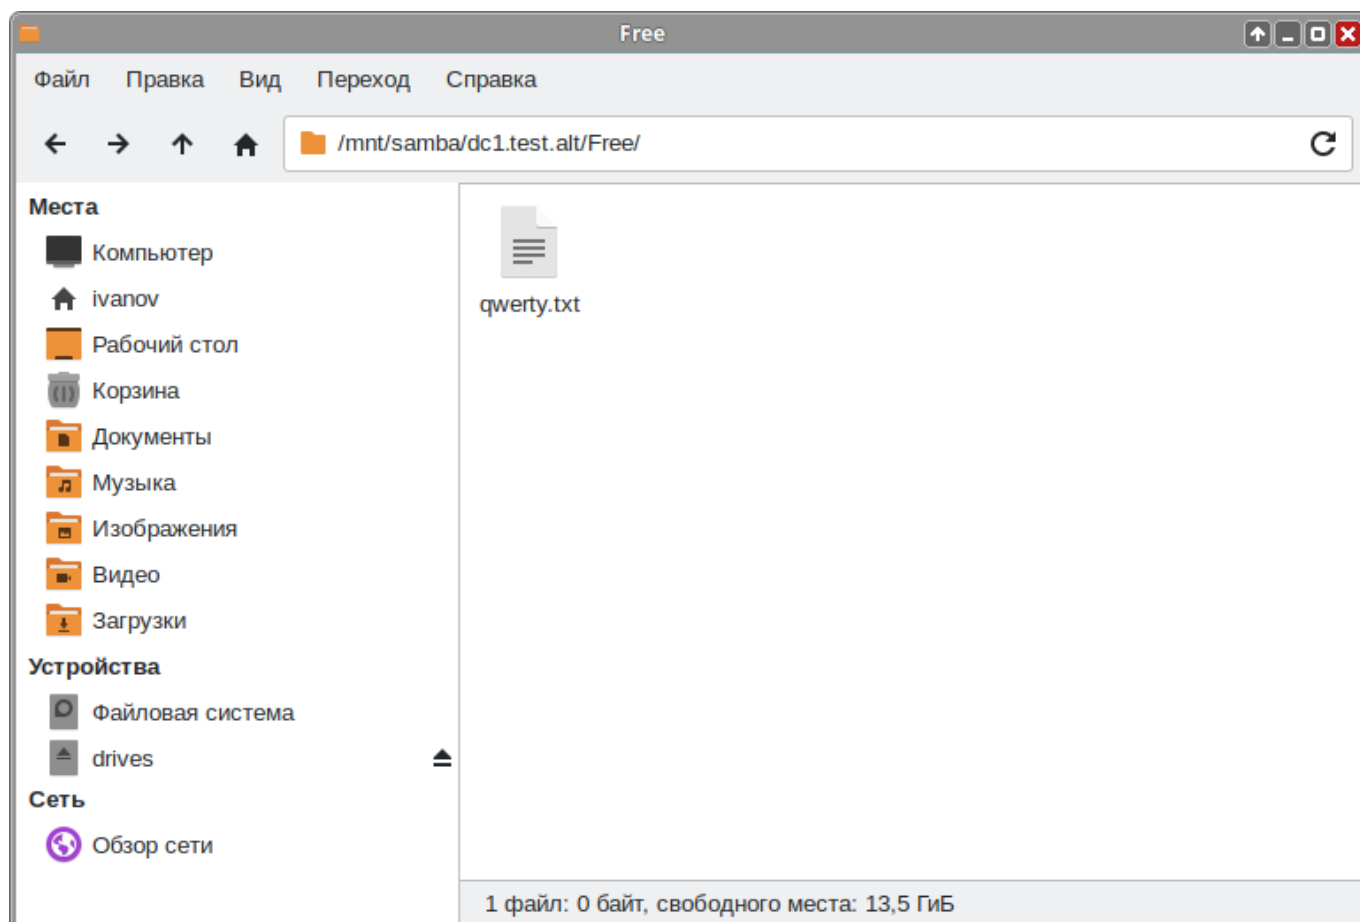 Free
Файл Правка Вид Переход Справка
/mnt/samba/dc1.test.alt/Free/
Места
Компьютер
ivanov
Рабочий стол
Корзина
Документы
Музыка
Изображения
Видео
Загрузки
Устройства
Файловая система
drives
Сеть
Обзор сети
qwerty.txt
1 файл: 0 байт, свободного места: 13,5 ГиБ